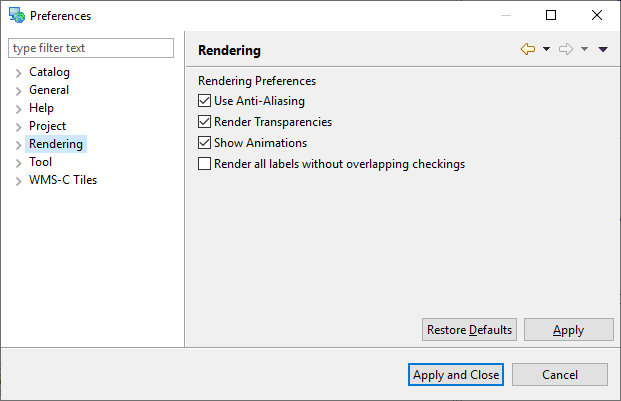 Preferences
type filter text
Catalog
General
Help
Project
Rendering
Tool
WMS-C Tiles
Rendering
Rendering Preferences
Use Anti-Aliasing
Render Transparencies
Show Animations
Render all labels without overlapping checkings
Restore Defaults
Apply
Apply and Close
Cancel